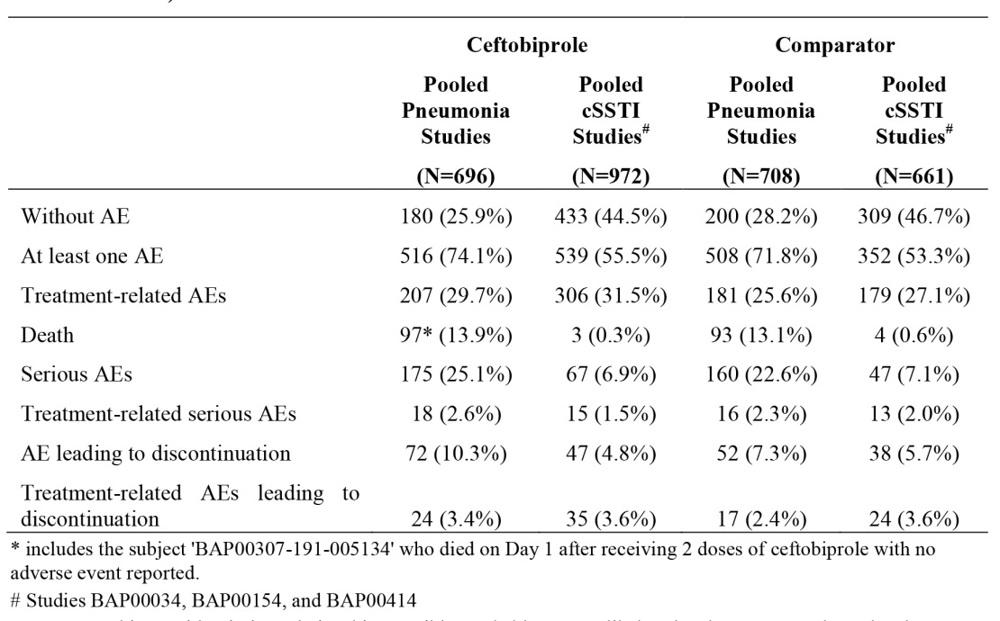 Ceftobiprole Comparator
Pooled Pneumonia Studies Pooled cSSTI Studies# Pooled Pneumonia Studies Pooled cSSTI Studies#
(N=696) (N=972) (N=708) (N=661)
Without AE 180 (25.9%) 433 (44.5%) 200 (28.2%) 309 (46.7%)
At least one AE 516 (74.1%) 539 (55.5%) 508 (71.8%) 352 (53.3%)
Treatment-related AEs 207 (29.7%) 306 (31.5%) 181 (25.6%) 179 (27.1%)
Death 97* (13.9%) 3 (0.3%) 93 (13.1%) 4 (0.6%)
Serious AEs 175 (25.1%) 67 (6.9%) 160 (22.6%) 47 (7.1%)
Treatment-related serious AEs 18 (2.6%) 15 (1.5%) 16 (2.3%) 13 (2.0%)
AE leading to discontinuation 72 (10.3%) 47 (4.8%) 52 (7.3%) 38 (5.7%)
Treatment-related AEs leading to
discontinuation 24 (3.4%) 35 (3.6%) 17 (2.4%) 24 (3.6%)
* includes the subject 'BAP00307-191-005134' who died on Day 1 after receiving 2 doses of ceftobiprole with no
adverse event reported.
# Studies BAP00034, BAP00154, and BAP00414